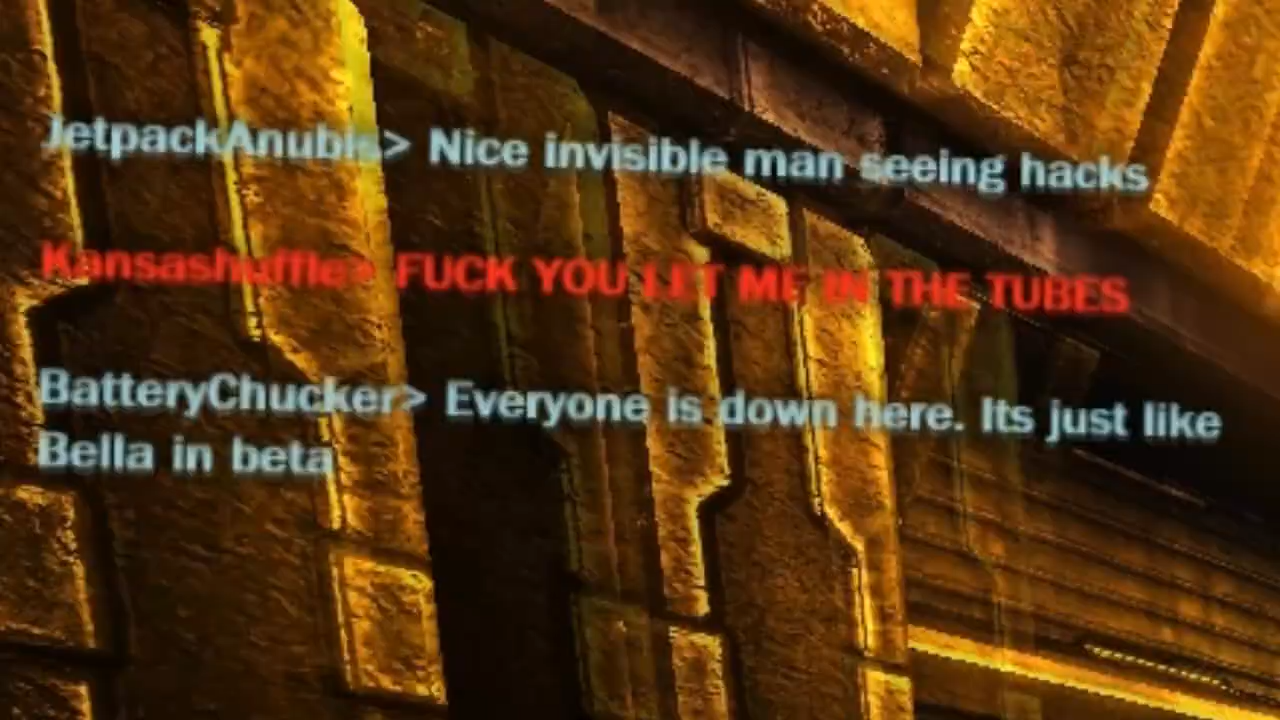 JetpackAnubis> Nice invisible man seeing hacks
Kansashuffle> FUCK YOU LET ME IN THE TUBES
BatteryChucker> Everyone is down here. Its just like
Bella in beta